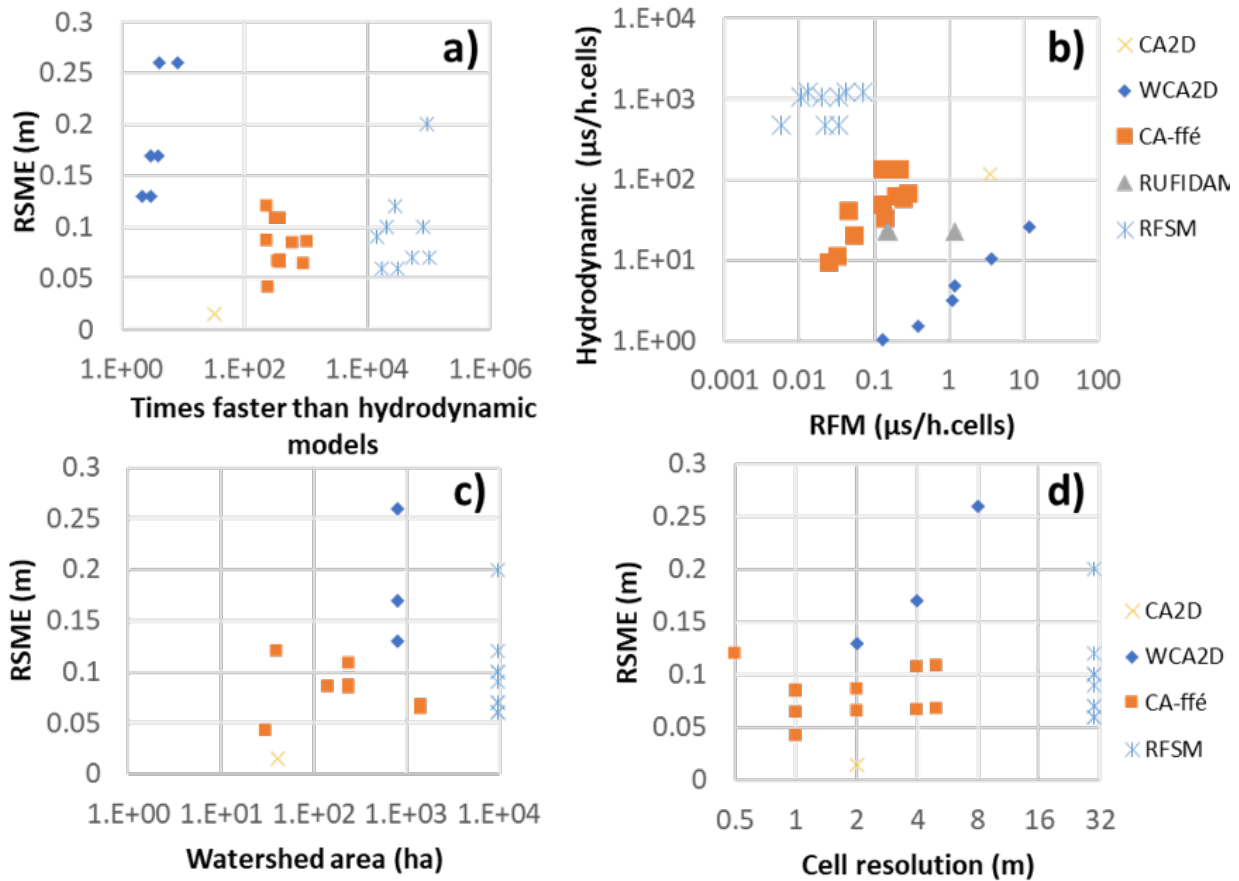 a)
0.3
0.25
0.2
0.15
0.1
0.05
0
RSME (m)
1.E+00 1.E+02 1.E+04 1.E+06
Times faster than hydrodynamic
models
b)
1.E+04
1.E+03
1.E+02
1.E+01
1.E+00
Hydrodynamic (µs/h.cells)
0.001 0.01 0.1 1 10 100
RFM (µs/h.cells)
CA2D
WCA2D
CA-ffé
RUFIDAM
RFSM
c)
0.3
0.25
0.2
0.15
0.1
0.05
0
RSME (m)
1.E+00 1.E+01 1.E+02 1.E+03 1.E+04
Watershed area (ha)
d)
0.3
0.25
0.2
0.15
0.1
0.05
0
RSME (m)
0.5 1 2 4 8 16 32
Cell resolution (m)
CA2D
WCA2D
CA-ffé
RFSM